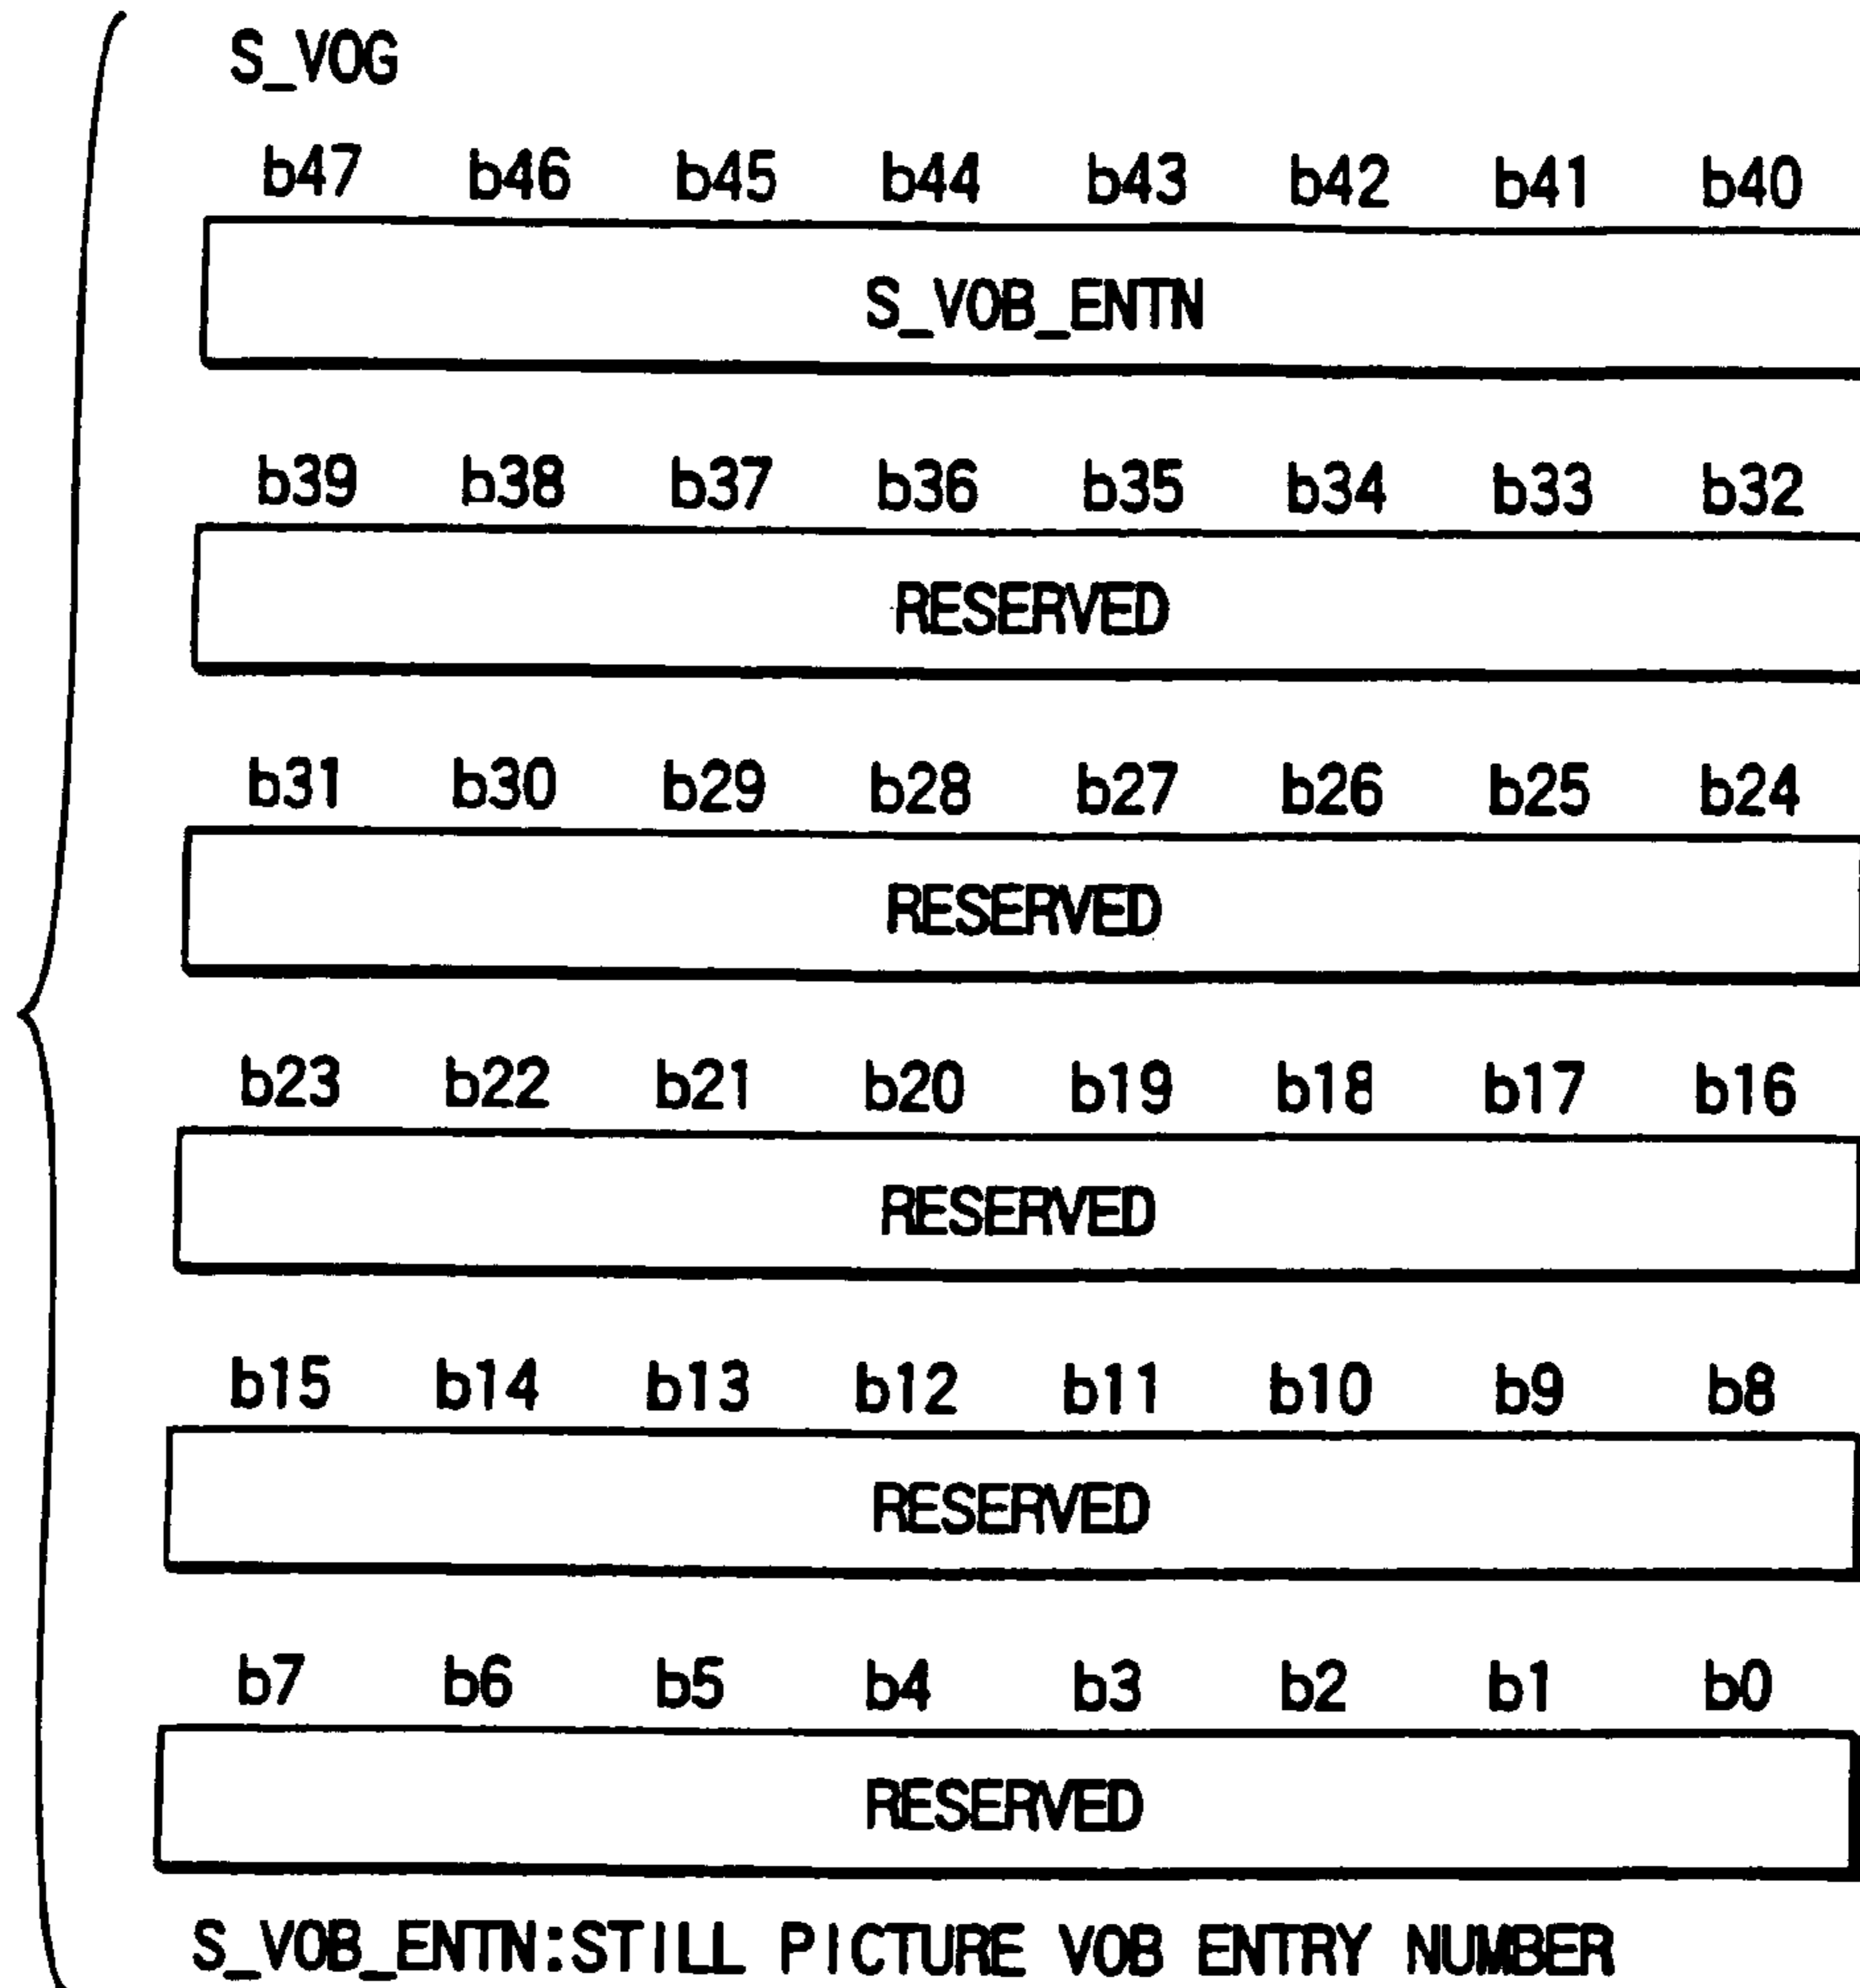 S_VOG
b47 b46 b45 b44 b43 b42 b41 b40
S_VOB_ENTN
b39 b38 b37 b36 b35 b34 b33 b32
RESERVED
b31 b30 b29 b28 b27 b26 b25 b24
RESERVED
b23 b22 b21 b20 b19 b18 b17 b16
RESERVED
b15 b14 b13 b12 b11 b10 b9 b8
RESERVED
b7 b6 b5 b4 b3 b2 b1 b0
RESERVED
S_VOB_ENTN:STILL PICTURE VOB ENTRY NUMBER